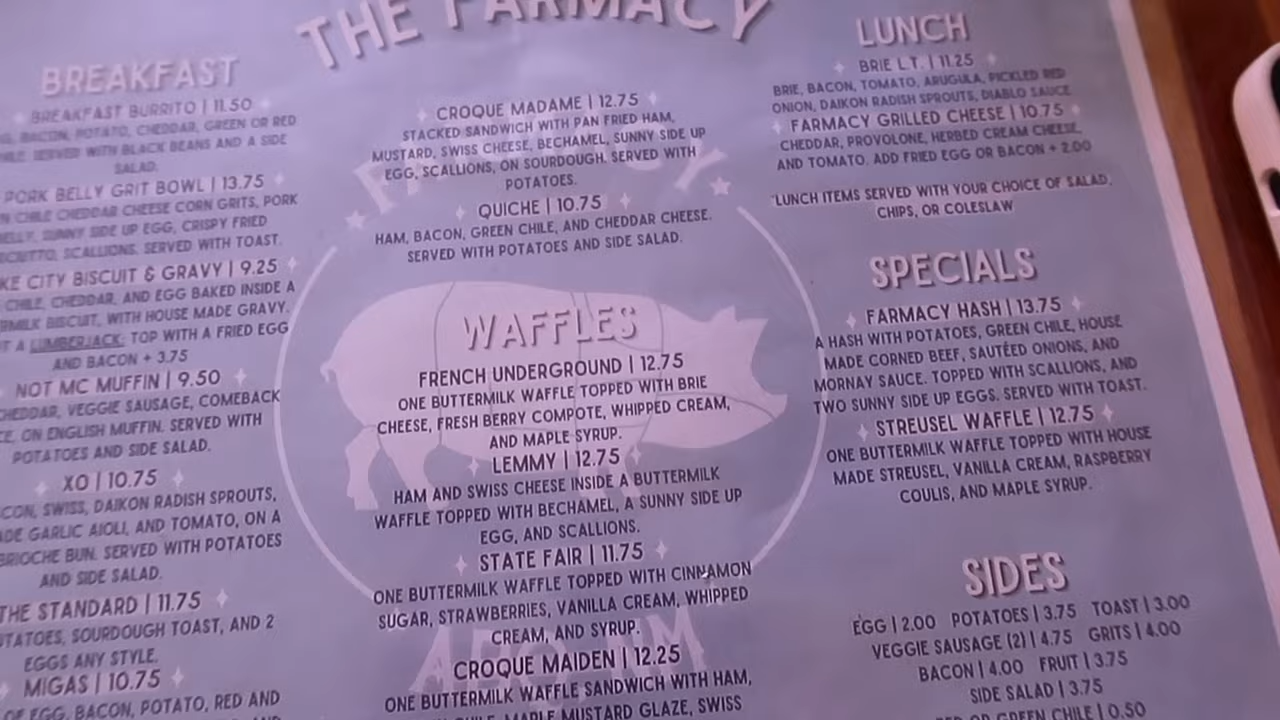 THE FARMACY
BREAKFAST
BREAKFAST BURRITO | 11.50
BACON, POTATO, CHEDDAR, GREEN OR RED
SERVED WITH BLACK BEANS AND A SIDE
SALAD.
PORK BELLY GRIT BOWL | 13.75
CHILE CHEDDAR CHEESE CORN GRITS, PORK
SUNNY SIDE UP EGG, CRISPY FRIED
SCALLIONS. SERVED WITH TOAST.
CITY BISCUIT & GRAVY | 9.25
CHILE, CHEDDAR, AND EGG BAKED INSIDE A
BISCUIT, WITH HOUSE MADE GRAVY.
A LUMBERJACK: TOP WITH A FRIED EGG
AND BACON + 3.75
NOT MC MUFFIN | 9.50
CHEDDAR, VEGGIE SAUSAGE, COMEBACK
ON ENGLISH MUFFIN. SERVED WITH
POTATOES AND SIDE SALAD.
XO | 10.75
SWISS, DAIKON RADISH SPROUTS,
GARLIC AIOLI, AND TOMATO, ON A
BRIOCHE BUN. SERVED WITH POTATOES
AND SIDE SALAD.
THE STANDARD | 11.75
SOURDOUGH TOAST, AND 2
EGGS ANY STYLE.
MIGAS | 10.75
OF EGG, BACON, POTATO, RED AND
CROQUE MADAME | 12.75
STACKED SANDWICH WITH PAN FRIED HAM,
MUSTARD, SWISS CHEESE, BECHAMEL, SUNNY SIDE UP
EGG, SCALLIONS, ON SOURDOUGH. SERVED WITH
POTATOES.
QUICHE | 10.75
HAM, BACON, GREEN CHILE, AND CHEDDAR CHEESE.
SERVED WITH POTATOES AND SIDE SALAD.
WAFFLES
FRENCH UNDERGROUND | 12.75
ONE BUTTERMILK WAFFLE TOPPED WITH BRIE
CHEESE, FRESH BERRY COMPOTE, WHIPPED CREAM,
AND MAPLE SYRUP.
LEMMY | 12.75
HAM AND SWISS CHEESE INSIDE A BUTTERMILK
WAFFLE TOPPED WITH BECHAMEL, A SUNNY SIDE UP
EGG, AND SCALLIONS.
STATE FAIR | 11.75
ONE BUTTERMILK WAFFLE TOPPED WITH CINNAMON
SUGAR, STRAWBERRIES, VANILLA CREAM, WHIPPED
CREAM, AND SYRUP.
CROQUE MAIDEN | 12.25
ONE BUTTERMILK WAFFLE SANDWICH WITH HAM,
MAPLE MUSTARD GLAZE, SWISS
LUNCH
BRIE L.T. | 11.25
BRIE, BACON, TOMATO, ARUGULA, PICKLED RED
ONION, DAIKON RADISH SPROUTS, DIABLO SAUCE
FARMACY GRILLED CHEESE | 10.75
CHEDDAR, PROVOLONE, HERBED CREAM CHEESE,
AND TOMATO. ADD FRIED EGG OR BACON + 2.00
*LUNCH ITEMS SERVED WITH YOUR CHOICE OF SALAD,
CHIPS, OR COLESLAW
SPECIALS
FARMACY HASH | 13.75
A HASH WITH POTATOES, GREEN CHILE, HOUSE
MADE CORNED BEEF, SAUTÉED ONIONS, AND
MORNAY SAUCE. TOPPED WITH SCALLIONS, AND
TWO SUNNY SIDE UP EGGS. SERVED WITH TOAST.
STREUSEL WAFFLE | 12.75
ONE BUTTERMILK WAFFLE TOPPED WITH HOUSE
MADE STREUSEL, VANILLA CREAM, RASPBERRY
COULIS, AND MAPLE SYRUP.
SIDES
EGG | 2.00 POTATOES | 3.75 TOAST | 3.00
VEGGIE SAUSAGE (2) | 4.75 GRITS | 4.00
BACON | 4.00 FRUIT | 3.75
SIDE SALAD | 3.75
RED OR GREEN CHILE | 0.50